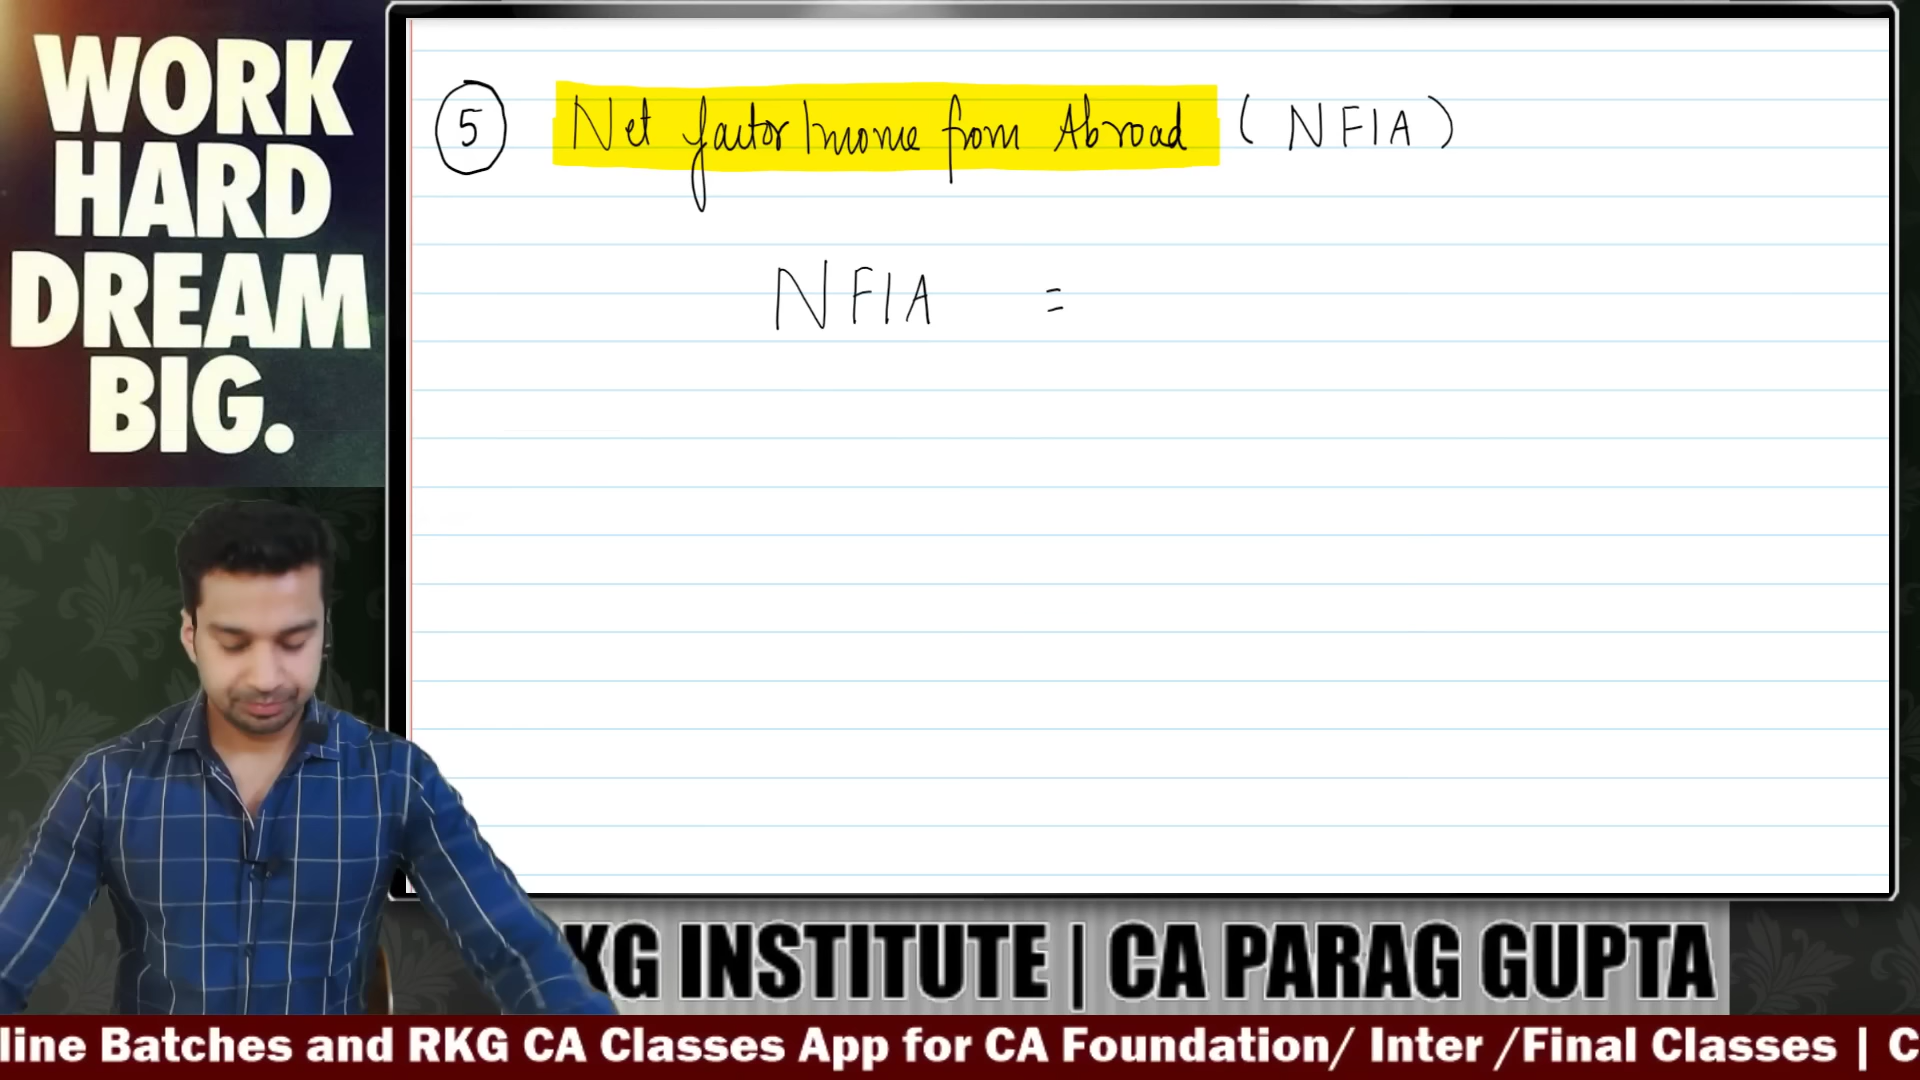 WORK
HARD
DREAM
BIG.
5 Net factor Income from Abroad ( NFIA )
NFIA =
KG INSTITUTE | CA PARAG GUPTA
line Batches and RKG CA Classes App for CA Foundation/ Inter /Final Classes | C